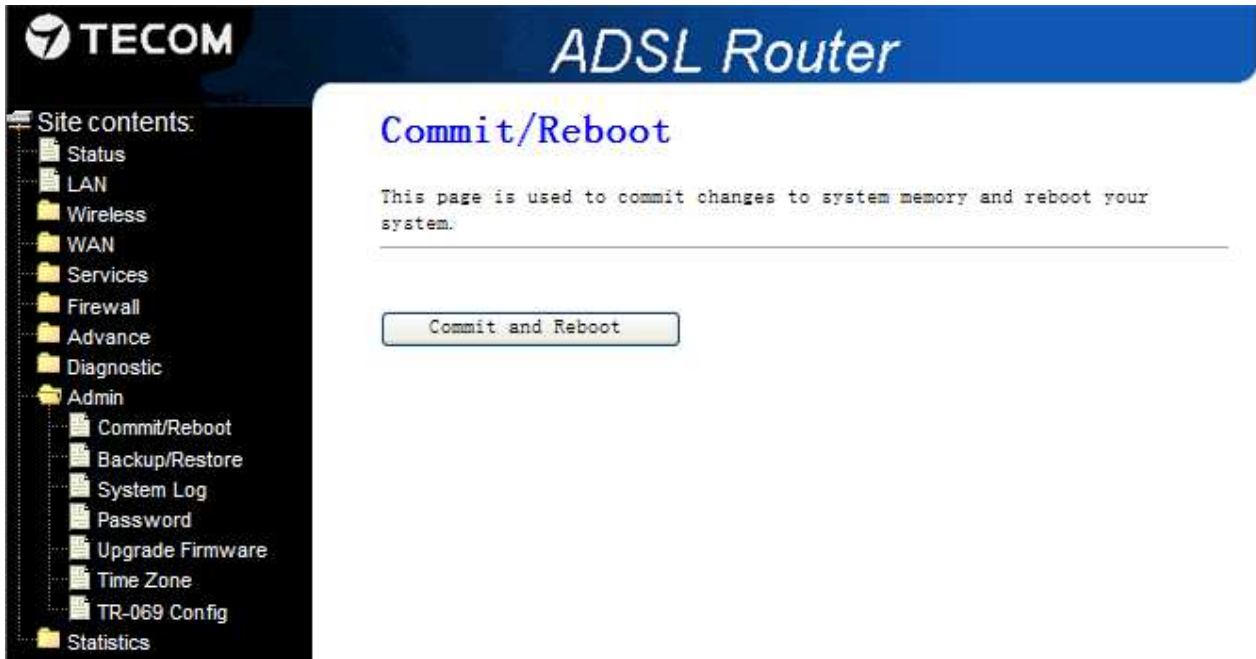 TECOM
ADSL Router
Site contents:
Status
LAN
Wireless
WAN
Services
Firewall
Advance
Diagnostic
Admin
Commit/Reboot
Backup/Restore
System Log
Password
Upgrade Firmware
Time Zone
TR-069 Config
Statistics
Commit/Reboot
This page is used to commit changes to system memory and reboot your
system.
Commit and Reboot